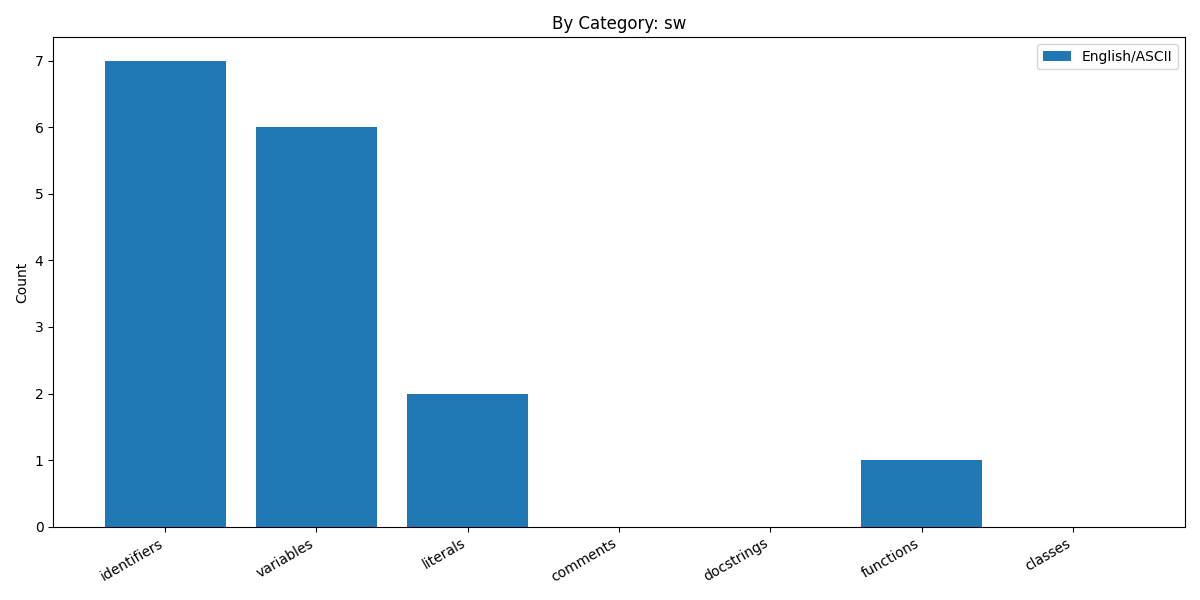 By Category: sw
English/ASCII
Count
7
6
5
4
3
2
1
0
identifiers
variables
literals
comments
docstrings
functions
classes